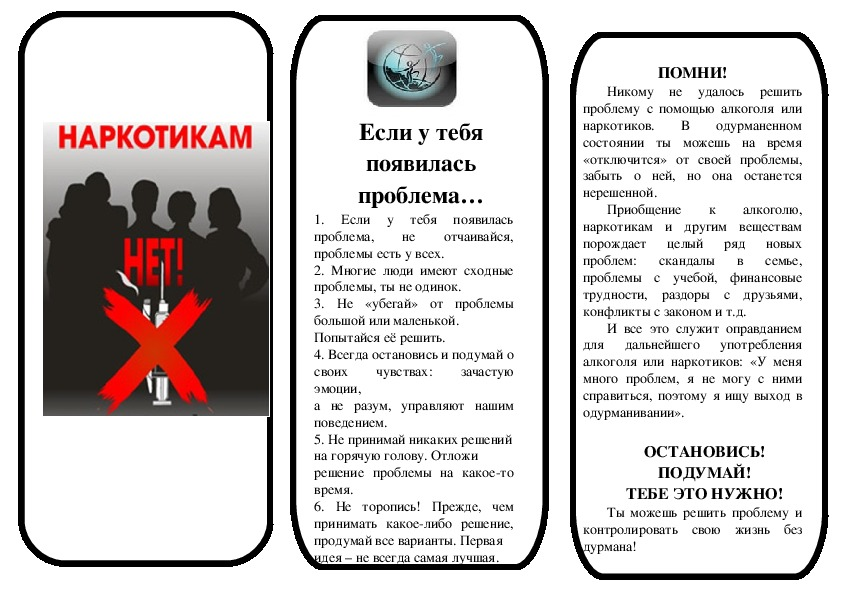 НАРКОТИКАМ
НЕТ!
Если у тебя
появилась
проблема…
1. Если у тебя появилась
проблема, не отчаивайся,
проблемы есть у всех.
2. Многие люди имеют сходные
проблемы, ты не одинок.
3. Не «убегай» от проблемы
большой или маленькой.
Попытайся её решить.
4. Всегда остановись и подумай о
своих чувствах: зачастую
эмоции,
а не разум, управляют нашим
поведением.
5. Не принимай никаких решений
на горячую голову. Отложи
решение проблемы на какое-то
время.
6. Не торопись! Прежде, чем
принимать какое-либо решение,
продумай все варианты. Первая
идея – не всегда самая лучшая.
ПОМНИ!
Никому не удалось решить
проблему с помощью алкоголя или
наркотиков. В одурманенном
состоянии ты можешь на время
«отключится» от своей проблемы,
забыть о ней, но она останется
нерешенной.
Приобщение к алкоголю,
наркотикам и другим веществам
порождает целый ряд новых
проблем: скандалы в семье,
проблемы с учебой, финансовые
трудности, раздоры с друзьями,
конфликты с законом и т.д.
И все это служит оправданием
для дальнейшего употребления
алкоголя или наркотиков: «У меня
много проблем, я не могу с ними
справиться, поэтому я ищу выход в
одурманивании».
ОСТАНОВИСЬ!
ПОДУМАЙ!
ТЕБЕ ЭТО НУЖНО!
Ты можешь решить проблему и
контролировать свою жизнь без
дурмана!